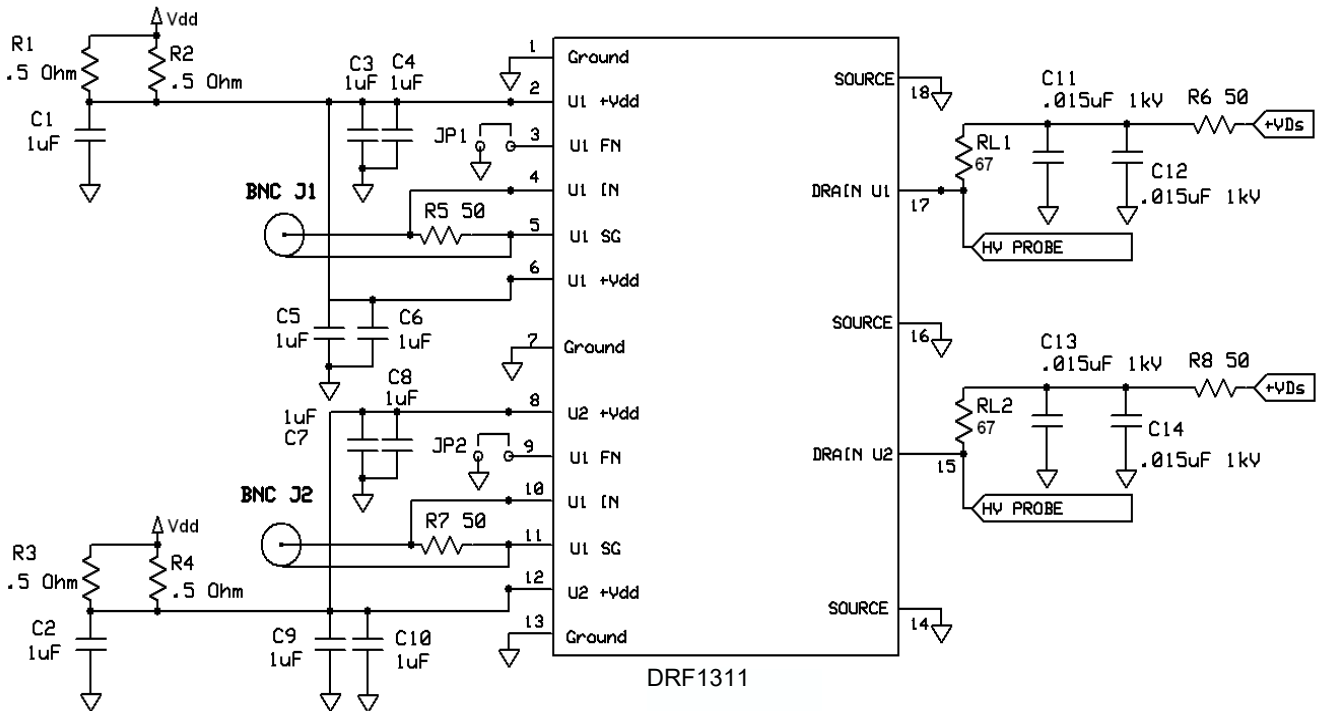 Vdd
R1
.5 Ohm
R2
.5 Ohm
C1
1uF
C3
1uF
C4
1uF
JP1
BNC J1
R5 50
C5
1uF
C6
1uF
C8
1uF
1uF
C7
JP2
BNC J2
R7 50
Vdd
R3
.5 Ohm
R4
.5 Ohm
C2
1uF
C9
1uF
C10
1uF
1 Ground
2 U1 +Vdd
3 U1 FN
4 U1 IN
5 U1 SG
6 U1 +Vdd
7 Ground
8 U2 +Vdd
9 U1 FN
10 U1 IN
11 U1 SG
12 U2 +Vdd
13 Ground
SOURCE 18
DRAIN U1 17
SOURCE 16
DRAIN U2 15
SOURCE 14
C11
.015uF 1kV
R6 50
+VDs
RL1
67
C12
.015uF 1kV
HV PROBE
C13
.015uF 1kV
R8 50
+VDs
RL2
67
C14
.015uF 1kV
HV PROBE
DRF1311